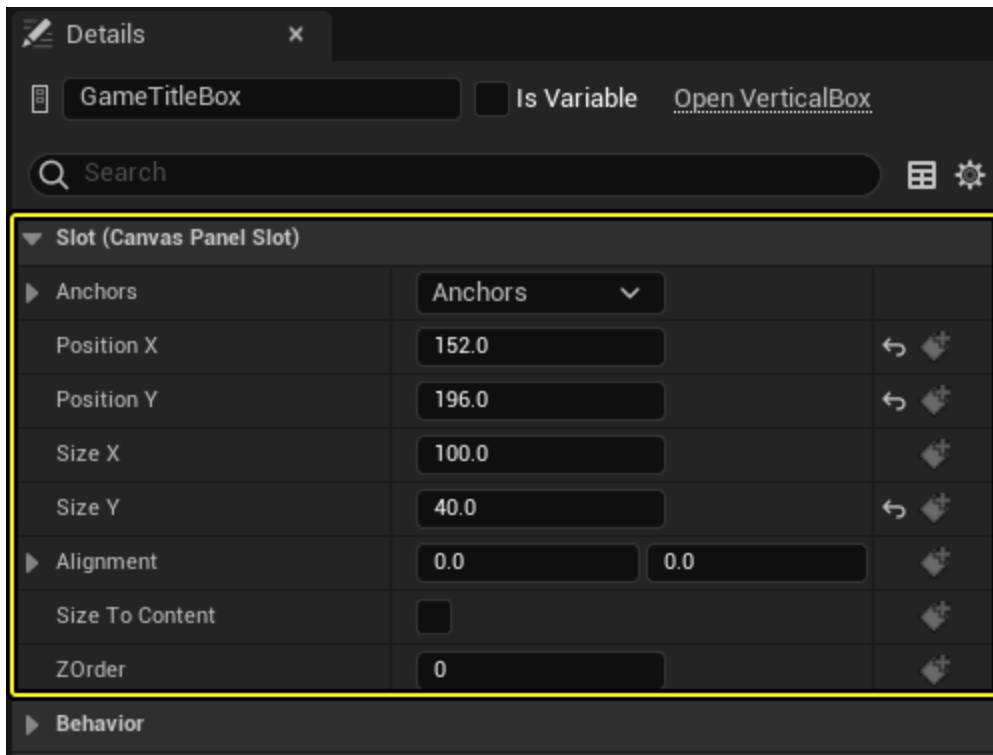 Details
GameTitleBox Is Variable Open VerticalBox
Search
Slot (Canvas Panel Slot)
Anchors Anchors
Position X 152.0
Position Y 196.0
Size X 100.0
Size Y 40.0
Alignment 0.0 0.0
Size To Content
ZOrder 0
Behavior